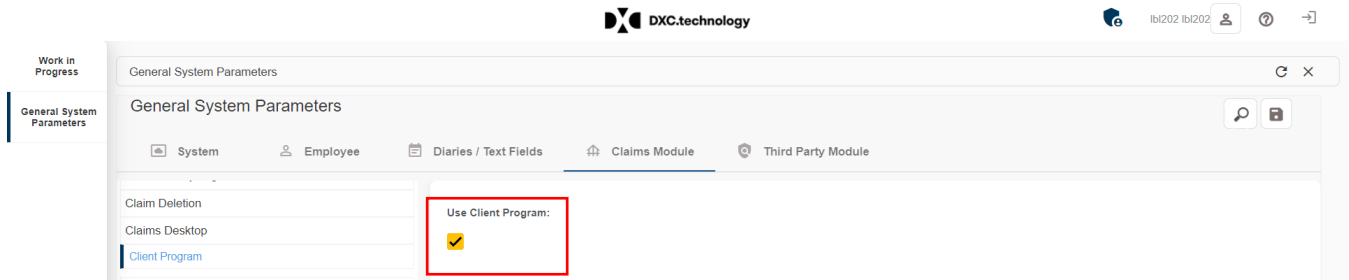 DXC.technology
lbl202 lbl202
Work in
Progress
General System
Parameters
General System Parameters
General System Parameters
System
Employee
Diaries / Text Fields
Claims Module
Third Party Module
Claim Deletion
Claims Desktop
Client Program
Use Client Program: